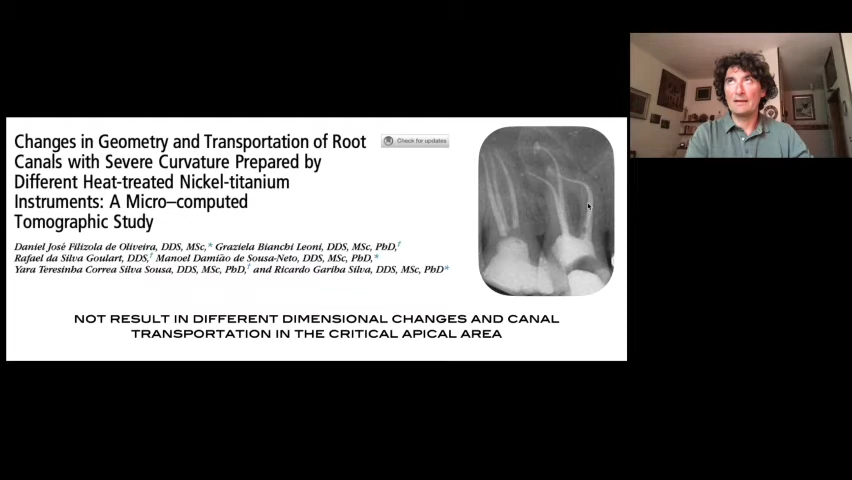 Changes in Geometry and Transportation of Root
Check for updates
Canals with Severe Curvature Prepared by
Different Heat-treated Nickel-titanium
Instruments: A Micro–computed
Tomographic Study
Daniel José Filizola de Oliveira, DDS, MSc,* Graziela Bianchi Leoni, DDS, MSc, PhD,†
Rafael da Silva Goulart, DDS,† Manoel Damião de Sousa-Neto, DDS, MSc, PhD,*
Yara Teresinha Correa Silva Sousa, DDS, MSc, PhD,† and Ricardo Gariba Silva, DDS, MSc, PhD*
NOT RESULT IN DIFFERENT DIMENSIONAL CHANGES AND CANAL
TRANSPORTATION IN THE CRITICAL APICAL AREA